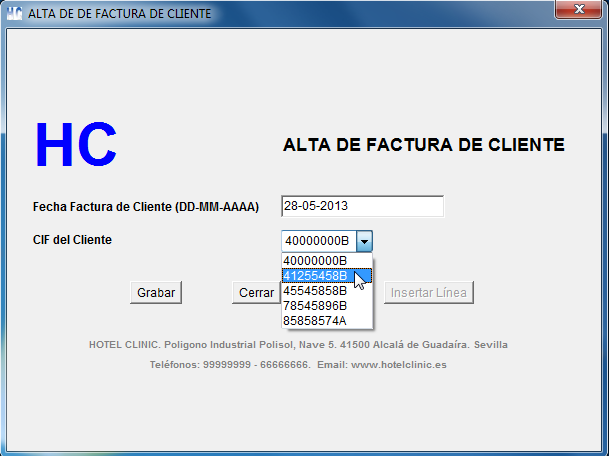 HC ALTA DE DE FACTURA DE CLIENTE
HC ALTA DE FACTURA DE CLIENTE
Fecha Factura de Cliente (DD-MM-AAAA) 28-05-2013
CIF del Cliente 40000000B
40000000B
41255458B
45545858B
78545896B
85858574A
Grabar Cerrar Insertar Línea
HOTEL CLINIC. Poligono Industrial Polisol, Nave 5. 41500 Alcalá de Guadaíra. Sevilla
Teléfonos: 99999999 - 66666666. Email: www.hotelclinic.es